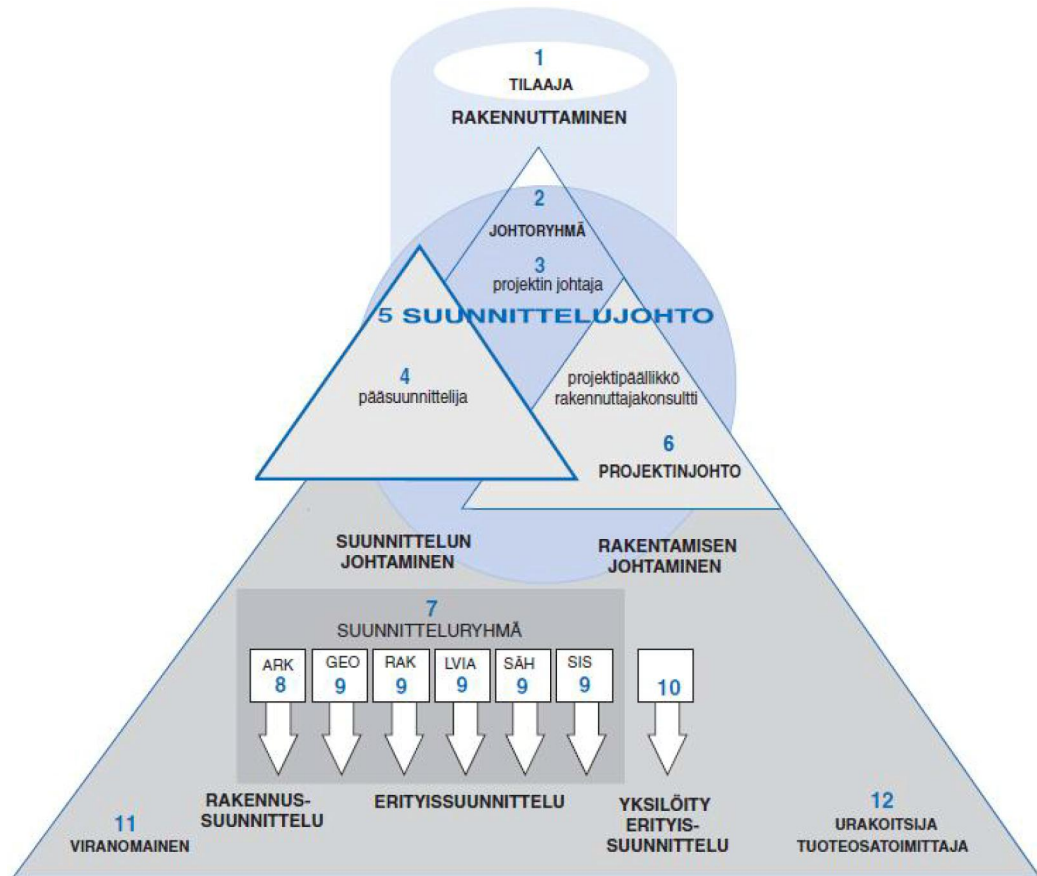 1
TILAAJA
RAKENNUTTAMINEN
2
JOHTORYHMÄ
3
projektin johtaja
5 SUUNNITTELUJOHTO
4
pääsuunnittelija
projektipäällikkö
rakennuttajakonsultti
6
PROJEKTINJOHTO
SUUNNITTELUN
JOHTAMINEN
RAKENTAMISEN
JOHTAMINEN
7
SUUNNITTELURYHMÄ
ARK GEO RAK LVIA SÄH SIS
8 9 9 9 9 9 10
RAKENNUS-
SUUNNITTELU
ERITYISSUUNNITTELU
YKSILÖITY
ERITYIS-
SUUNNITTELU
11
VIRANOMAINEN
12
URAKOITSIJA
TUOTEOSATOIMITTAJA